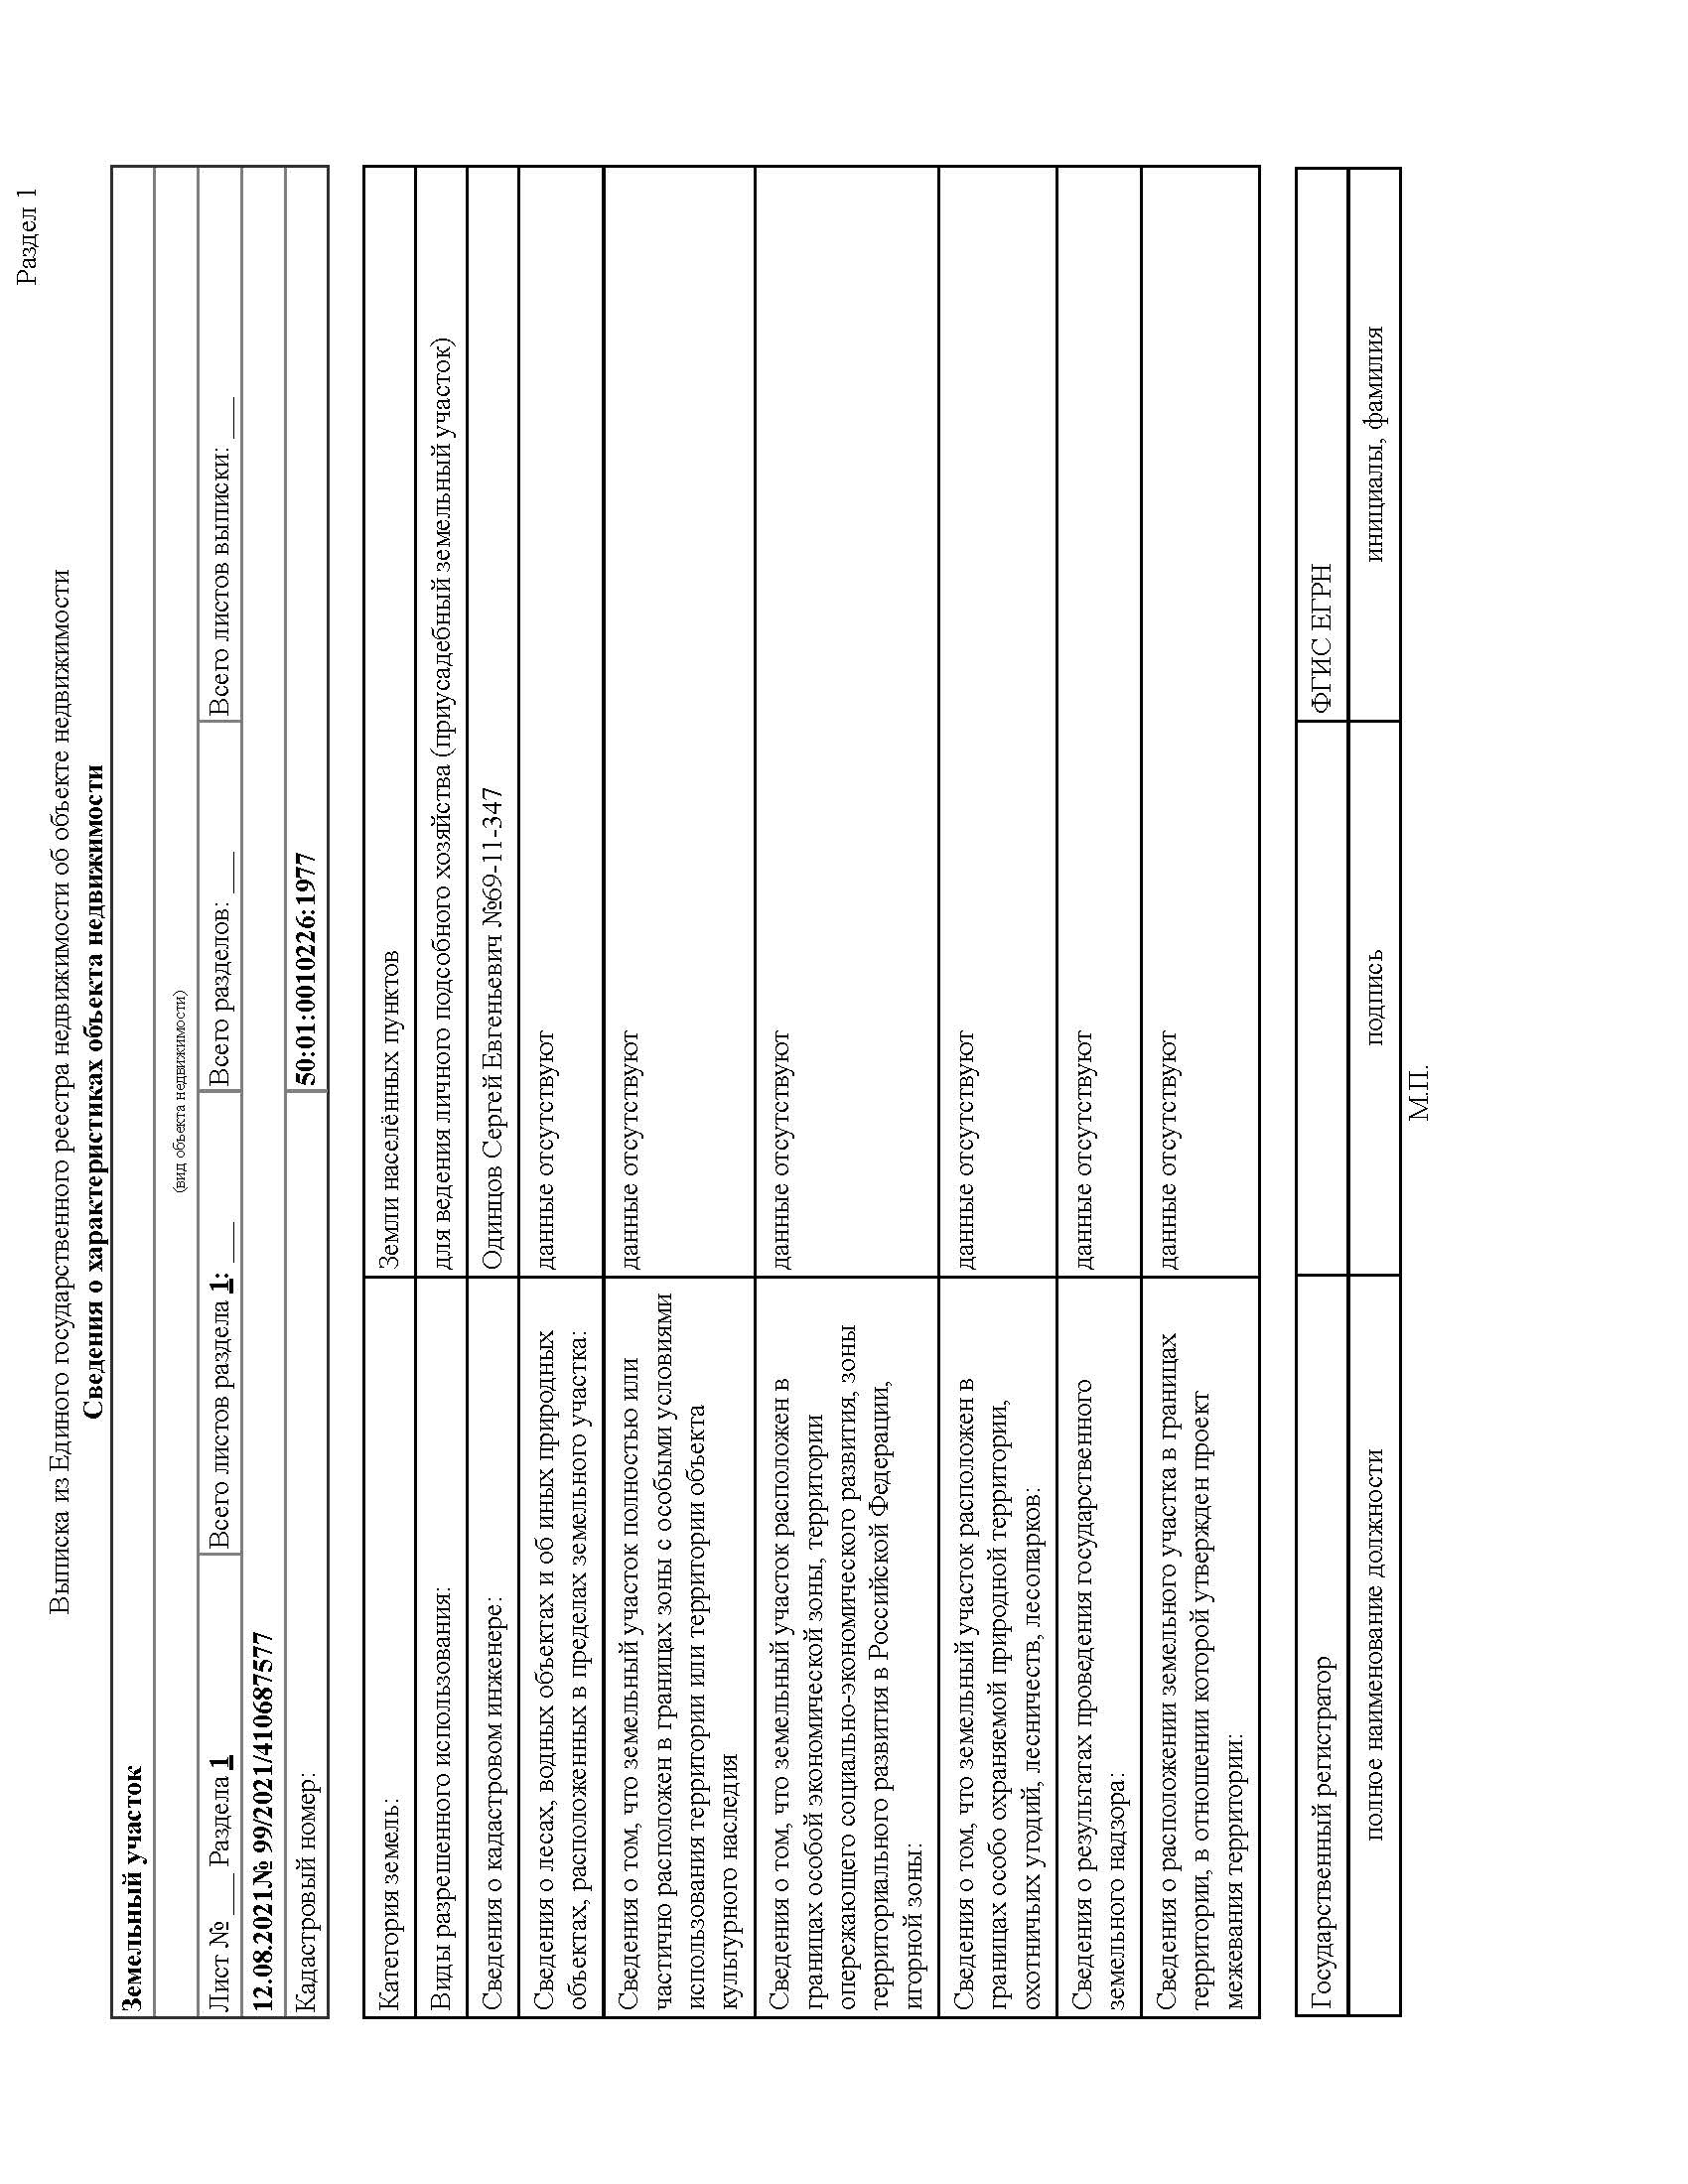 Раздел 1
Выписка из Единого государственного реестра недвижимости об объекте недвижимости
Сведения о характеристиках объекта недвижимости
Земельный участок
(вид объекта недвижимости)
Лист № ___ Раздела 1 Всего листов раздела 1: ___ Всего разделов: ___ Всего листов выписки: ___
12.08.2021№ 99/2021/410687577
Кадастровый номер: 50:01:0010226:1977
Категория земель: Земли населённых пунктов
Виды разрешенного использования: для ведения личного подсобного хозяйства (приусадебный земельный участок)
Сведения о кадастровом инженере: Одинцов Сергей Евгеньевич №69-11-347
Сведения о лесах, водных объектах и об иных природных данные отсутствуют
объектах, расположенных в пределах земельного участка:
Сведения о том, что земельный участок полностью или данные отсутствуют
частично расположен в границах зоны с особыми условиями
использования территории или территории объекта
культурного наследия
Сведения о том, что земельный участок расположен в данные отсутствуют
границах особой экономической зоны, территории
опережающего социально-экономического развития, зоны
территориального развития в Российской Федерации,
игорной зоны:
Сведения о том, что земельный участок расположен в данные отсутствуют
границах особо охраняемой природной территории,
охотничьих угодий, лесничеств, лесопарков:
Сведения о результатах проведения государственного данные отсутствуют
земельного надзора:
Сведения о расположении земельного участка в границах данные отсутствуют
территории, в отношении которой утвержден проект
межевания территории:
Государственный регистратор ФГИС ЕГРН
полное наименование должности подпись инициалы, фамилия
М.П.